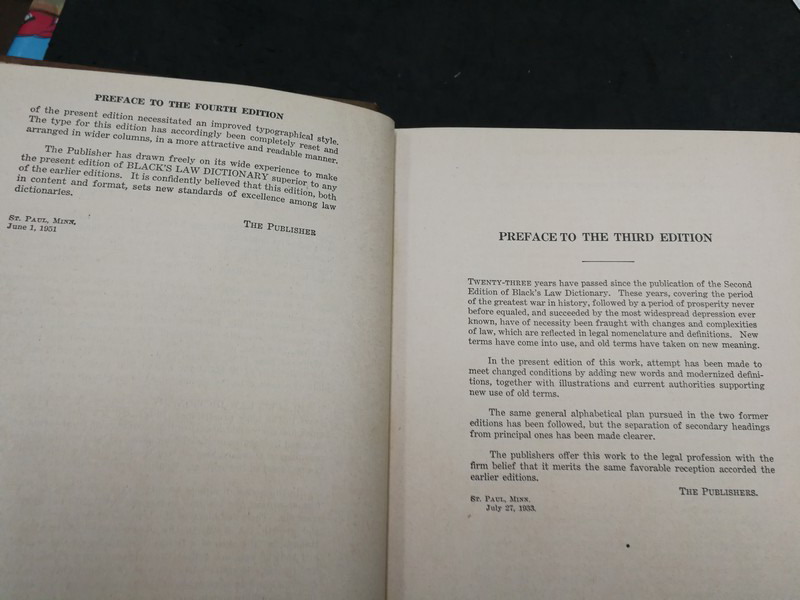 PREFACE TO THE FOURTH EDITION
of the present edition necessitated an improved typographical style.
The type for this edition has accordingly been completely reset and
arranged in wider columns, in a more attractive and readable manner.
The Publisher has drawn freely on its wide experience to make
the present edition of BLACK'S LAW DICTIONARY superior to any
of the earlier editions. It is confidently believed that this edition, both
in content and format, sets new standards of excellence among law
dictionaries.
ST. PAUL, MINN.
June 1, 1951
THE PUBLISHER
PREFACE TO THE THIRD EDITION
TWENTY-THREE years have passed since the publication of the Second
Edition of Black's Law Dictionary. These years, covering the period
of the greatest war in history, followed by a period of prosperity never
before equaled, and succeeded by the most widespread depression ever
known, have of necessity been fraught with changes and complexities
of law, which are reflected in legal nomenclature and definitions. New
terms have come into use, and old terms have taken on new meaning.
In the present edition of this work, attempt has been made to
meet changed conditions by adding new words and modernized defini-
tions, together with illustrations and current authorities supporting
new use of old terms.
The same general alphabetical plan pursued in the two former
editions has been followed, but the separation of secondary headings
from principal ones has been made clearer.
The publishers offer this work to the legal profession with the
firm belief that it merits the same favorable reception accorded the
earlier editions.
THE PUBLISHERS.
ST. PAUL, MINN.
July 27, 1933.